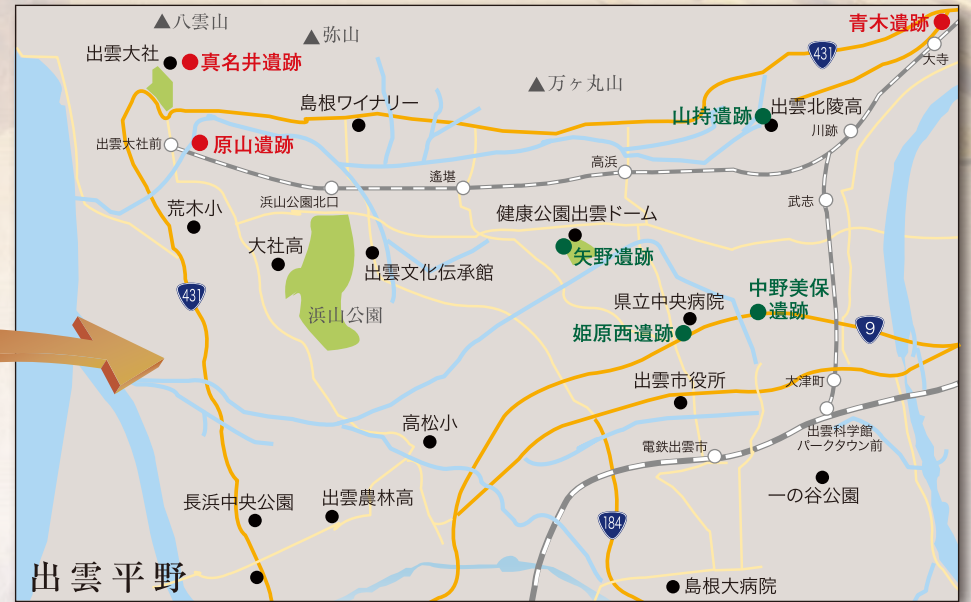 ▲八雲山
▲弥山
青木遺跡
431
大寺
出雲大社
真名井遺跡
▲万ヶ丸山
島根ワイナリー
山持遺跡
出雲北陵高
川跡
出雲大社前
原山遺跡
高浜
遙堪
浜山公園北口
武志
荒木小
健康公園出雲ドーム
大社高
出雲文化伝承館
矢野遺跡
431
浜山公園
県立中央病院
中野美保
遺跡
姫原西遺跡
9
出雲市役所
大津町
高松小
出雲科学館
パークタウン前
電鉄出雲市
一の谷公園
長浜中央公園
出雲農林高
184
出雲平野
島根大病院